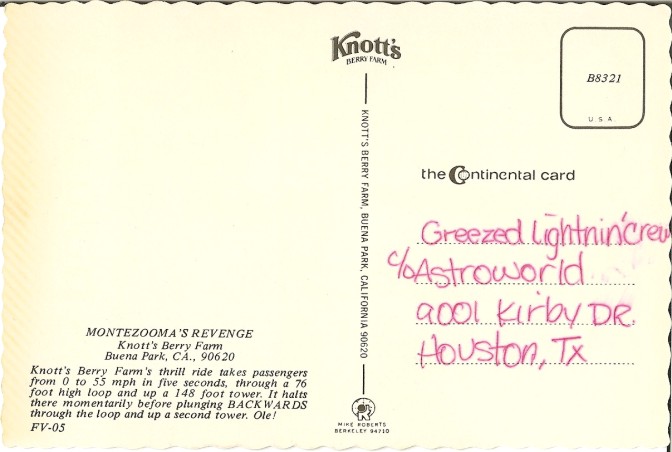 Knott's
BERRY FARM
B8321
U.S.A.
KNOTT'S BERRY FARM, BUENA PARK, CALIFORNIA 90620
the Continental card
Greezed Lightnin' Crew
c/o Astroworld
9001 Kirby DR.
Houston, Tx
MONTEZOOMA'S REVENGE
Knott's Berry Farm
Buena Park, CA., 90620
Knott's Berry Farm's thrill ride takes passengers
from 0 to 55 mph in five seconds, through a 76
foot high loop and up a 148 foot tower. It halts
there momentarily before plunging BACKWARDS
through the loop and up a second tower. Ole!
FV-05
MIKE ROBERTS
BERKELEY 94710